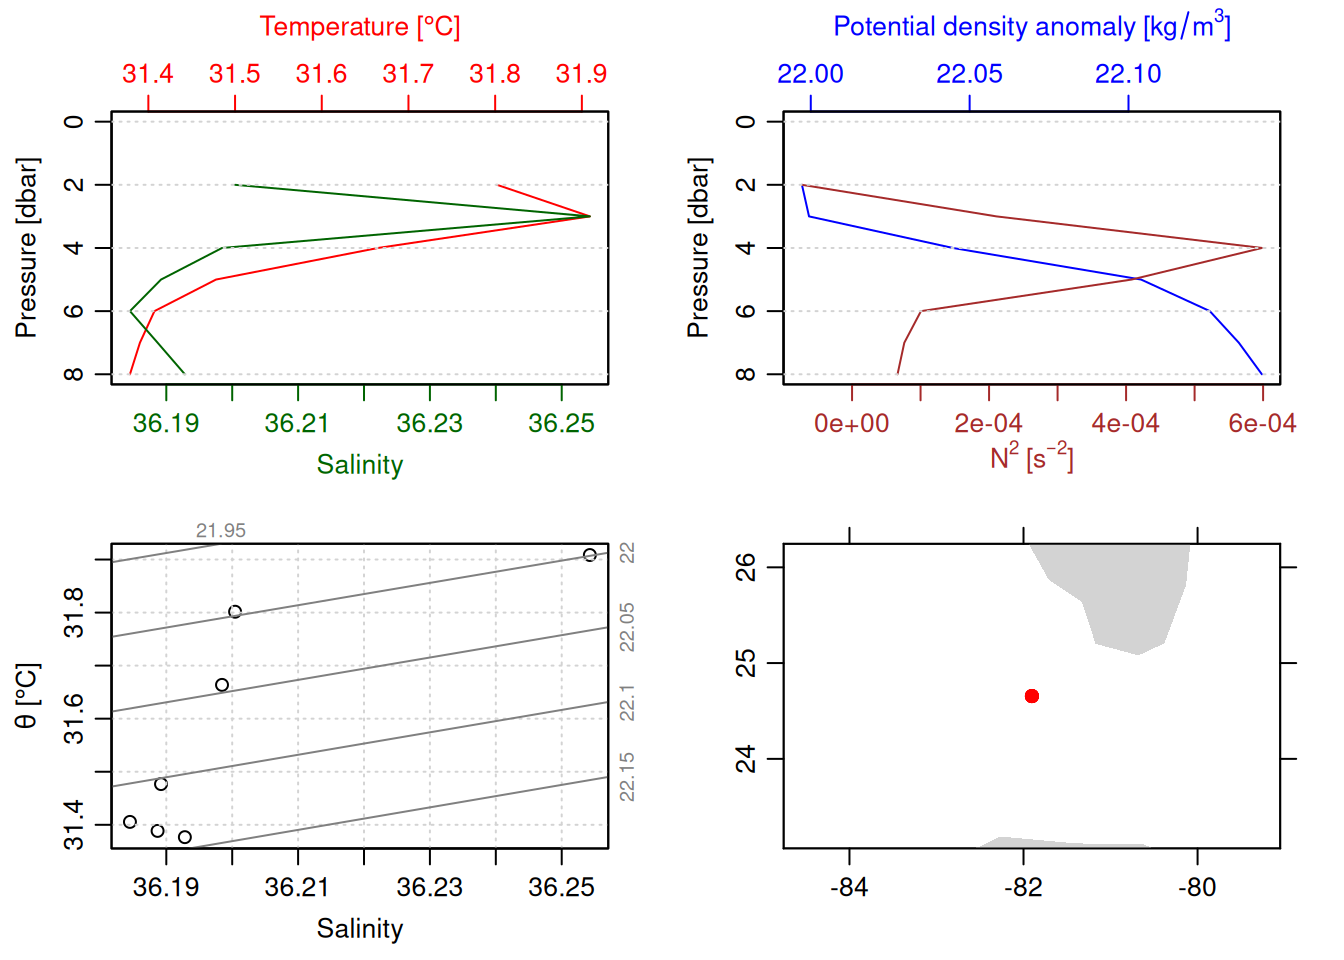 Temperature [°C]
31.4 31.5 31.6 31.7 31.8 31.9
Pressure [dbar]
0
2
4
6
8
36.19 36.21 36.23 36.25
Salinity
Potential density anomaly [kg/m³]
22.00 22.05 22.10
Pressure [dbar]
0
2
4
6
8
0e+00 2e-04 4e-04 6e-04
N² [s⁻²]
21.95
θ [°C]
31.8
31.6
31.4
22
22.05
22.1
22.15
36.19 36.21 36.23 36.25
Salinity
26
25
24
-84 -82 -80